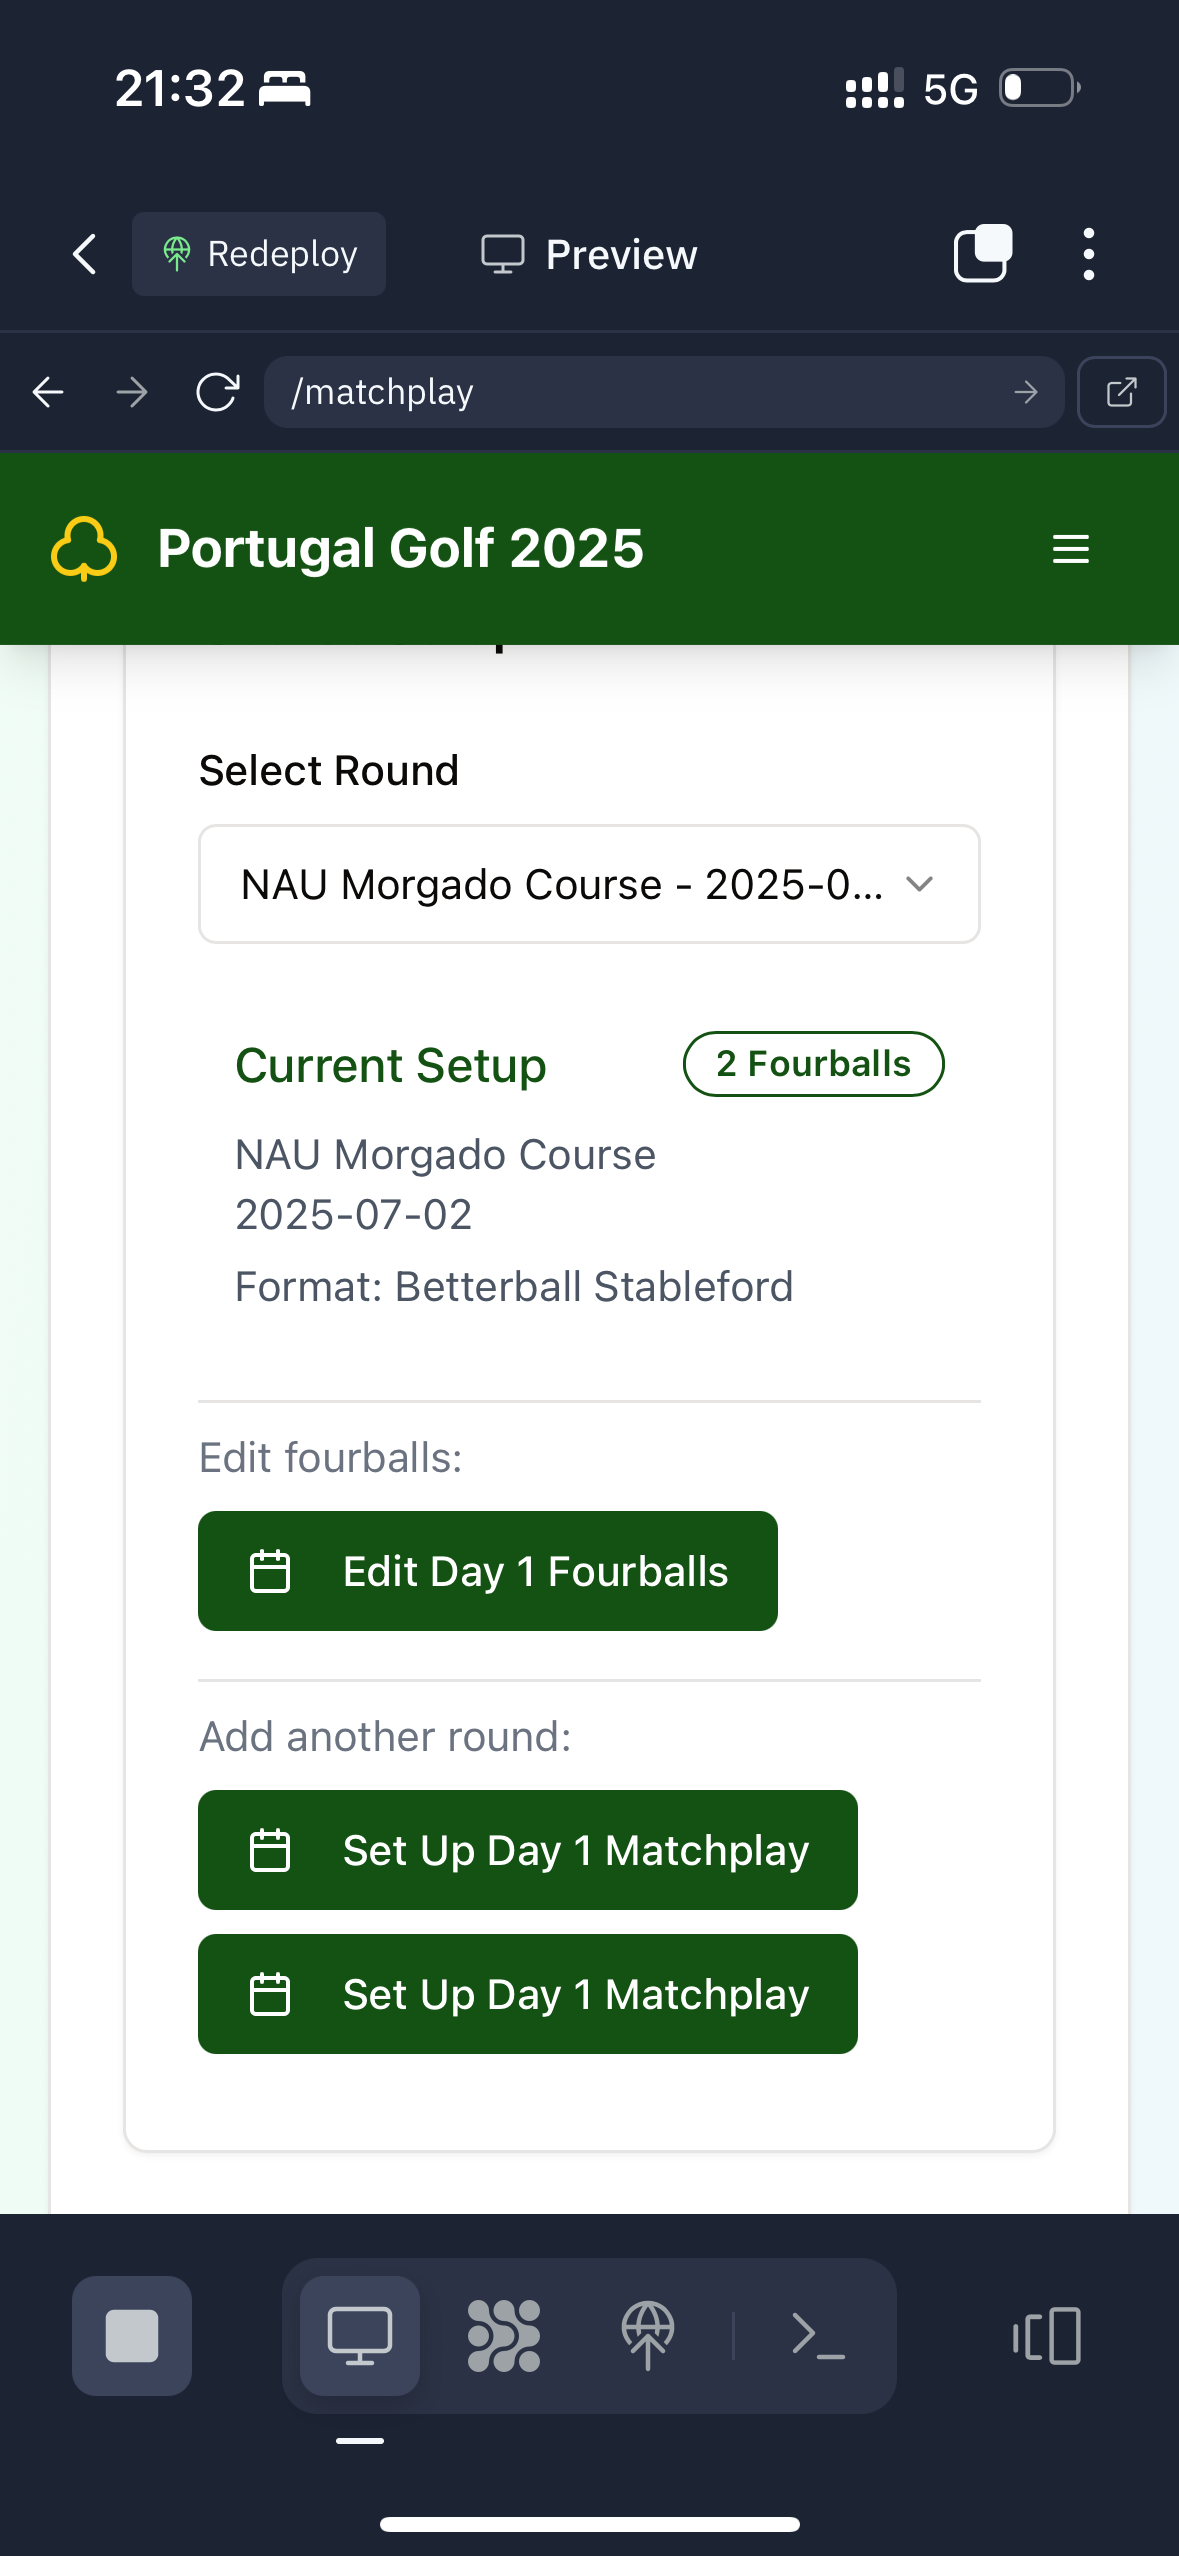 21:32
5G
Redeploy
Preview
/matchplay
Portugal Golf 2025
Select Round
NAU Morgado Course - 2025-0...
Current Setup
2 Fourballs
NAU Morgado Course
2025-07-02
Format: Betterball Stableford
Edit fourballs:
Edit Day 1 Fourballs
Add another round:
Set Up Day 1 Matchplay
Set Up Day 1 Matchplay